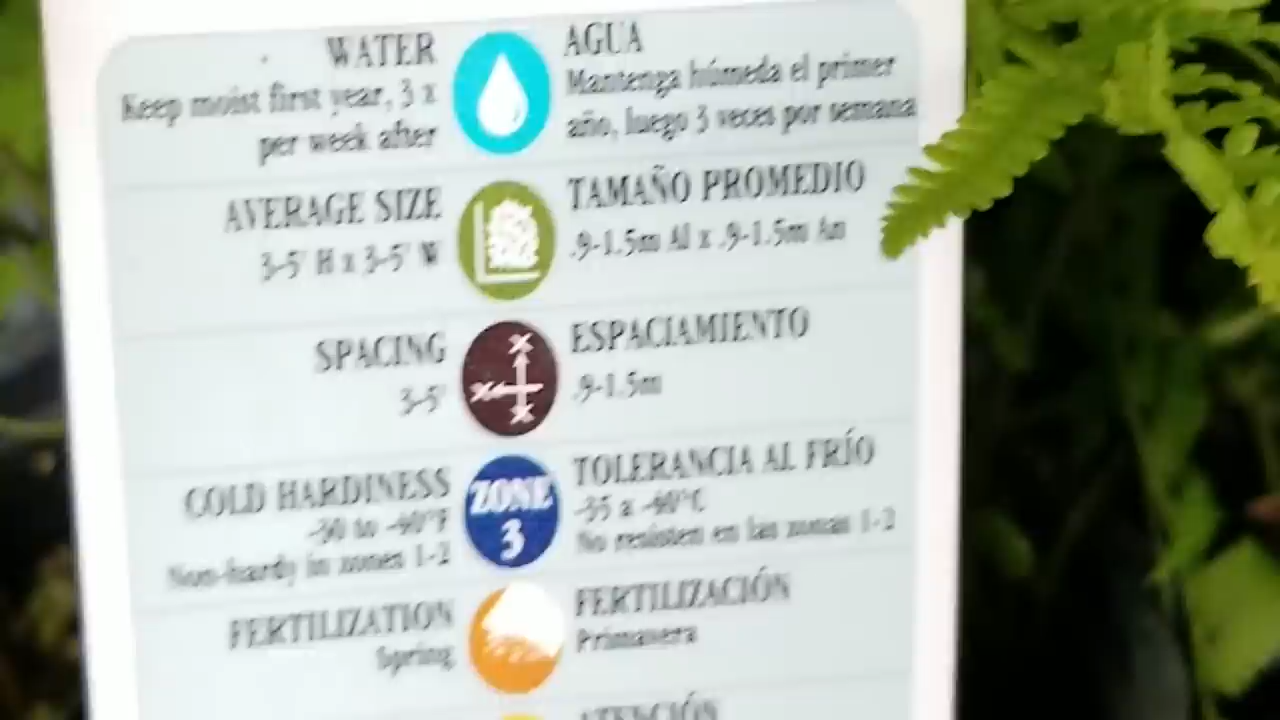 WATER
Keep moist first year, 3 x
per week after
AGUA
Mantenga húmeda el primer
año, luego 3 veces por semana
AVERAGE SIZE
3-5' H x 3-5' W
TAMAÑO PROMEDIO
.9-1.5m Al x .9-1.5m An
SPACING
3-5'
ESPACIAMIENTO
.9-1.5m
COLD HARDINESS
-30 to -40°F
Non-hardy in zones 1-2
ZONE
3
TOLERANCIA AL FRÍO
-35 a -40°C
No resisten en las zonas 1-2
FERTILIZATION
Spring
FERTILIZACIÓN
Primavera
ATENCIÓN